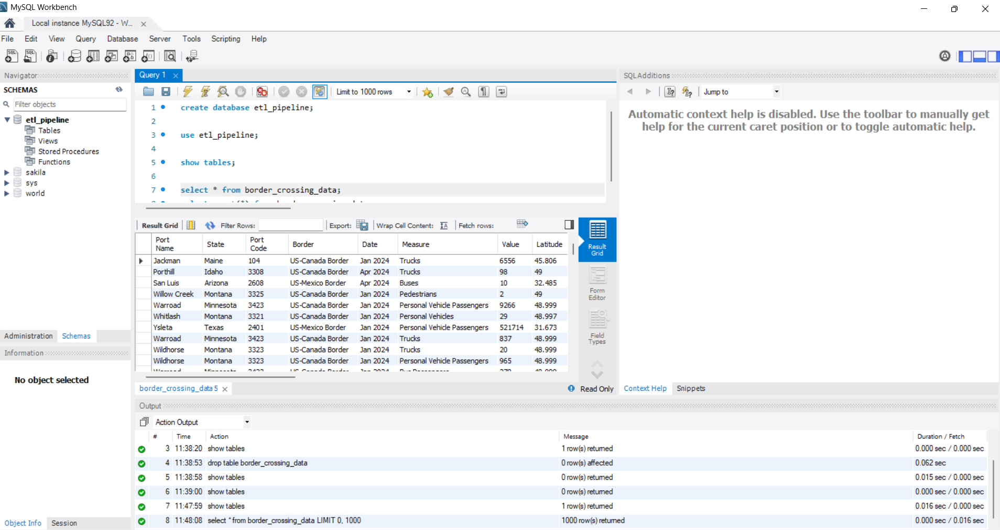 MySQL Workbench
Local instance MySQL92 - W...
File Edit View Query Database Server Tools Scripting Help
Navigator
SCHEMAS
Filter objects
etl_pipeline
Tables
Views
Stored Procedures
Functions
sakila
sys
world
Administration Schemas
Information
No object selected
Object Info Session
Query 1
Limit to 1000 rows
1 create database etl_pipeline;
2
3 use etl_pipeline;
4
5 show tables;
6
7 select * from border_crossing_data;
Result Grid Filter Rows: Export: Wrap Cell Content: Fetch rows:
Port Name State Port Code Border Date Measure Value Latitude
Jackman Maine 104 US-Canada Border Jan 2024 Trucks 6556 45.806
Porthill Idaho 3308 US-Canada Border Apr 2024 Trucks 98 49
San Luis Arizona 2608 US-Mexico Border Apr 2024 Buses 10 32.485
Willow Creek Montana 3325 US-Canada Border Jan 2024 Pedestrians 2 49
Warroad Minnesota 3423 US-Canada Border Jan 2024 Personal Vehicle Passengers 9266 48.999
Whitlash Montana 3321 US-Canada Border Jan 2024 Personal Vehicles 29 48.997
Ysleta Texas 2401 US-Mexico Border Jan 2024 Personal Vehicle Passengers 521714 31.673
Warroad Minnesota 3423 US-Canada Border Jan 2024 Trucks 837 48.999
Wildhorse Montana 3323 US-Canada Border Jan 2024 Trucks 20 48.999
Wildhorse Montana 3323 US-Canada Border Jan 2024 Personal Vehicle Passengers 965 48.999
Result Grid
Form Editor
Field Types
border_crossing_data 5
Read Only
SQLAdditions
Jump to
Automatic context help is disabled. Use the toolbar to manually get
help for the current caret position or to toggle automatic help.
Context Help Snippets
Output
Action Output
# Time Action Message Duration / Fetch
3 11:38:20 show tables 1 row(s) returned 0.000 sec / 0.000 sec
4 11:38:53 drop table border_crossing_data 0 row(s) affected 0.062 sec
5 11:38:58 show tables 0 row(s) returned 0.015 sec / 0.000 sec
6 11:39:00 show tables 0 row(s) returned 0.000 sec / 0.000 sec
7 11:47:59 show tables 1 row(s) returned 0.016 sec / 0.000 sec
8 11:48:08 select * from border_crossing_data LIMIT 0, 1000 1000 row(s) returned 0.000 sec / 0.016 sec